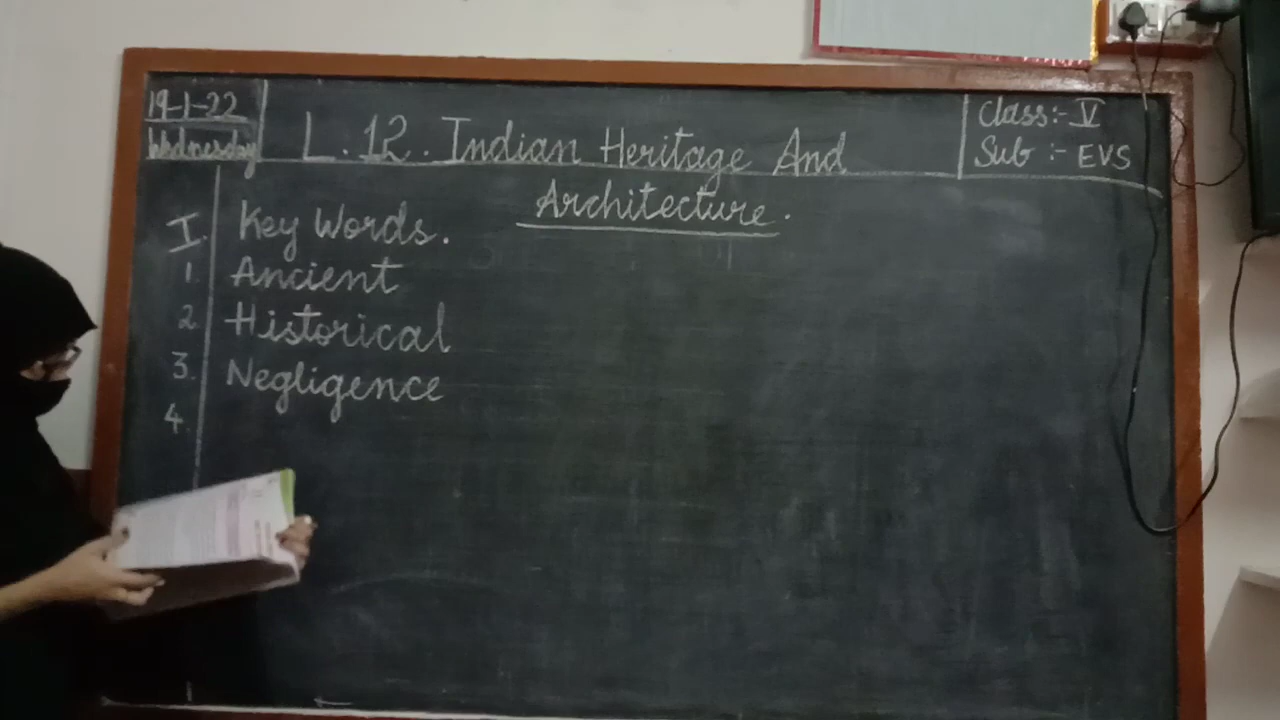 19-1-22
Wednesday
L. 12. Indian Heritage And
Architecture.
Class:- V
Sub :- EVS
I. Key Words.
1. Ancient
2. Historical
3. Negligence
4.